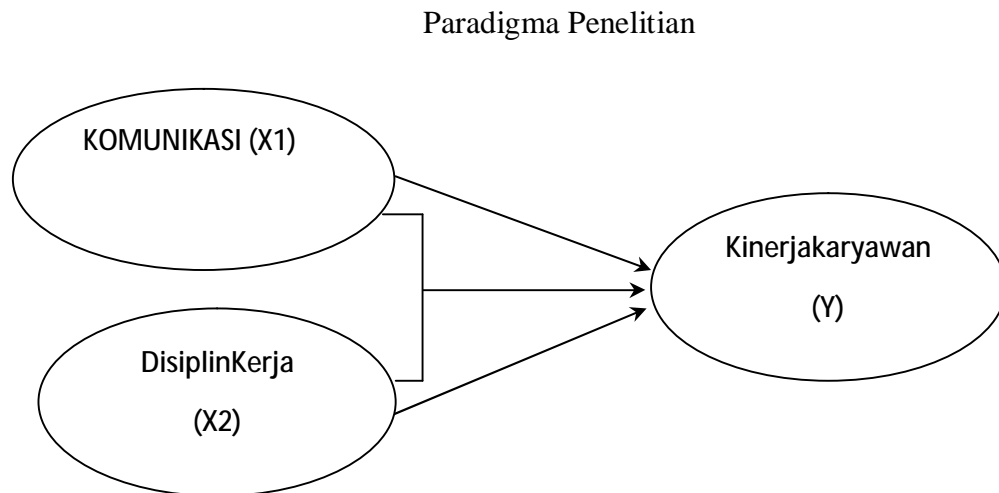 Paradigma Penelitian
KOMUNIKASI (X1)
Kinerjakaryawan
(Y)
DisiplinKerja
(X2)